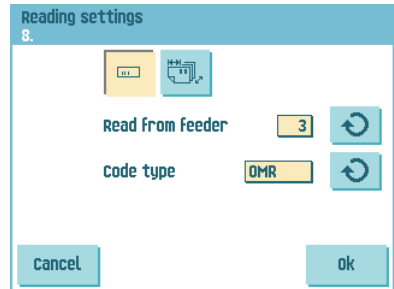 Reading settings
8.
Read from feeder 3
Code type OMR
Cancel Ok